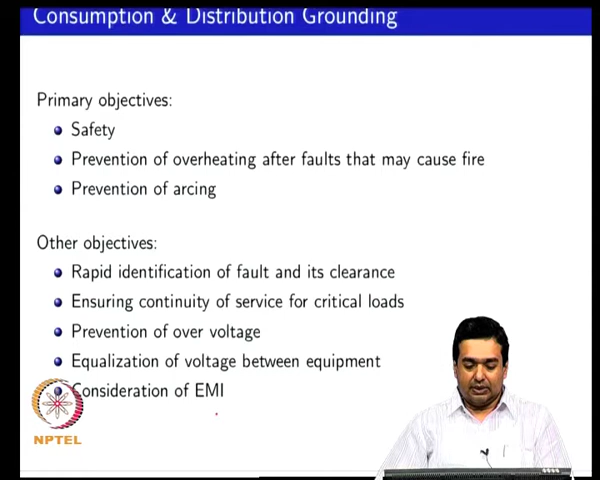 Consumption & Distribution Grounding
Primary objectives:
Safety
Prevention of overheating after faults that may cause fire
Prevention of arcing
Other objectives:
Rapid identification of fault and its clearance
Ensuring continuity of service for critical loads
Prevention of over voltage
Equalization of voltage between equipment
Consideration of EMI
NPTEL